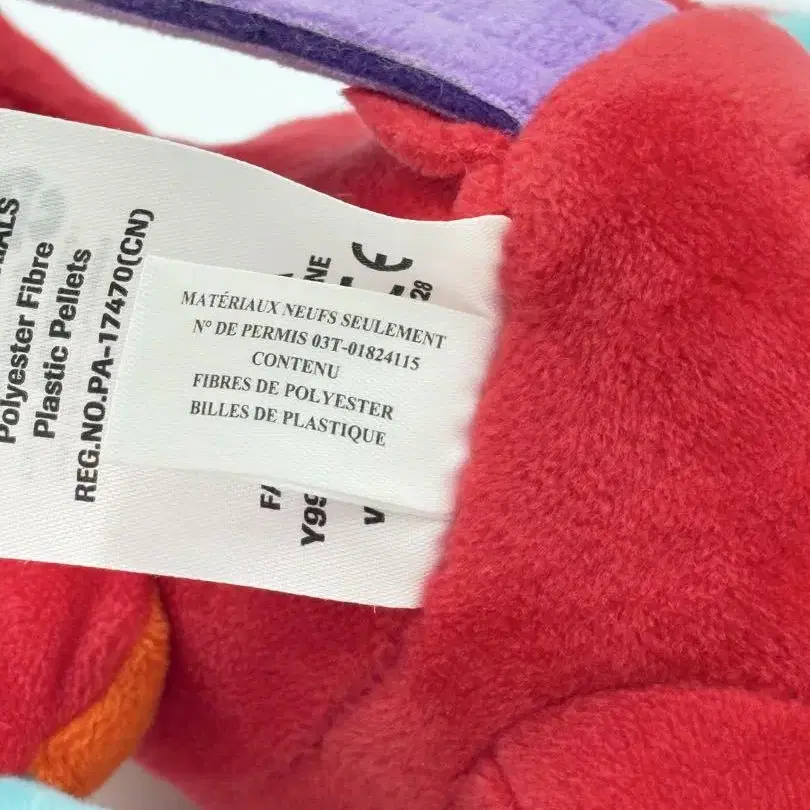 MATÉRIAUX NEUFS SEULEMENT
N° DE PERMIS 03T-01824115
CONTENU
FIBRES DE POLYESTER
BILLES DE PLASTIQUE
Polyester Fibre
Plastic Pellets
REG.NO.PA-17470(CN)
CE